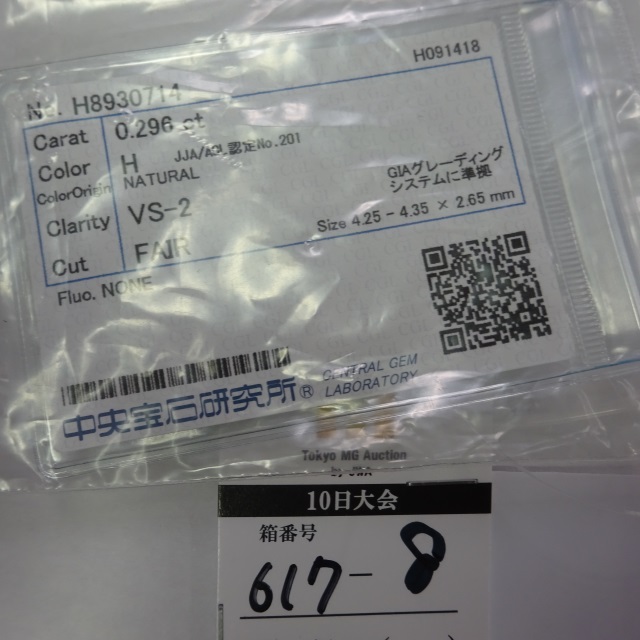 H091418
No. H8930714
Carat 0.296 ct
Color H JJA/AGL認定No.201
ColorOrigin NATURAL
GIAグレーディング
システムに準拠
Clarity VS-2
Size 4.25 - 4.35 × 2.65 mm
Cut FAIR
Fluo. NONE
中央宝石研究所® CENTRAL GEM
LABORATORY
Tokyo MG Auction
10日大会
箱番号
617-8